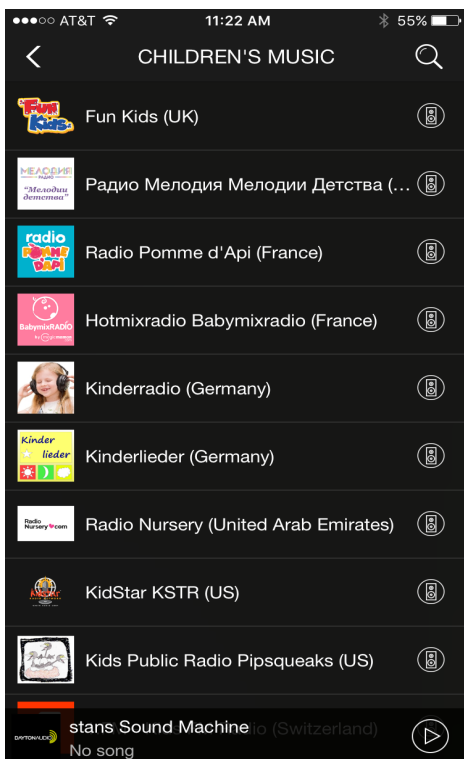 AT&T 11:22 AM 55%
CHILDREN'S MUSIC
Fun Kids
Fun Kids (UK)
МЕЛОДИЯ
РАДИО
"Мелодии
детства"
Радио Мелодия Мелодии Детства (...
radio
POMME
D'API
Radio Pomme d'Api (France)
BabymixRADIO
Hotmixradio Babymixradio (France)
Kinderradio (Germany)
Kinder
lieder
Kinderlieder (Germany)
Radio
Nursery com
Radio Nursery (United Arab Emirates)
KidStar KSTR (US)
Kids Public Radio Pipsqueaks (US)
(Switzerland)
DAYTON AUDIO
stans Sound Machine
No song